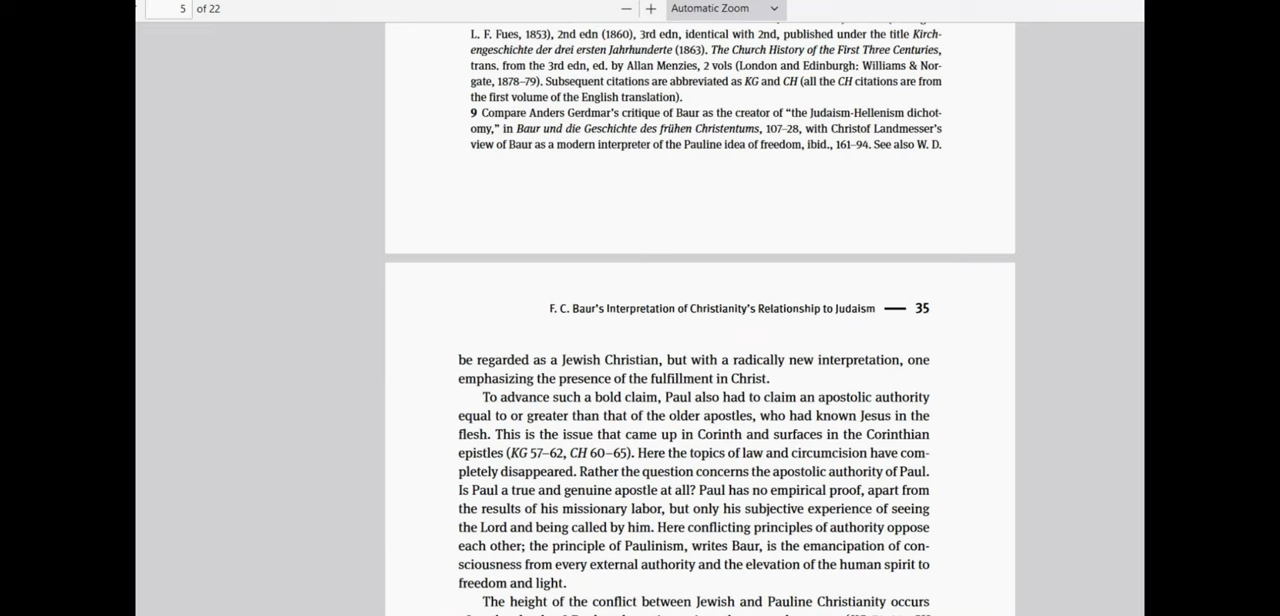 5 of 22
Automatic Zoom
L. F. Fues, 1853), 2nd edn (1860), 3rd edn, identical with 2nd, published under the title Kirch-
engeschichte der drei ersten Jahrhunderte (1863). The Church History of the First Three Centuries,
trans. from the 3rd edn, ed. by Allan Menzies, 2 vols (London and Edinburgh: Williams & Nor-
gate, 1878–79). Subsequent citations are abbreviated as KG and CH (all the CH citations are from
the first volume of the English translation).
9 Compare Anders Gerdmar's critique of Baur as the creator of “the Judaism-Hellenism dichot-
omy,” in Baur und die Geschichte des frühen Christentums, 107–28, with Christof Landmesser's
view of Baur as a modern interpreter of the Pauline idea of freedom, ibid., 161–94. See also W. D.
F. C. Baur's Interpretation of Christianity's Relationship to Judaism — 35
be regarded as a Jewish Christian, but with a radically new interpretation, one
emphasizing the presence of the fulfillment in Christ.
To advance such a bold claim, Paul also had to claim an apostolic authority
equal to or greater than that of the older apostles, who had known Jesus in the
flesh. This is the issue that came up in Corinth and surfaces in the Corinthian
epistles (KG 57–62, CH 60–65). Here the topics of law and circumcision have com-
pletely disappeared. Rather the question concerns the apostolic authority of Paul.
Is Paul a true and genuine apostle at all? Paul has no empirical proof, apart from
the results of his missionary labor, but only his subjective experience of seeing
the Lord and being called by him. Here conflicting principles of authority oppose
each other; the principle of Paulinism, writes Baur, is the emancipation of con-
sciousness from every external authority and the elevation of the human spirit to
freedom and light.
The height of the conflict between Jewish and Pauline Christianity occurs